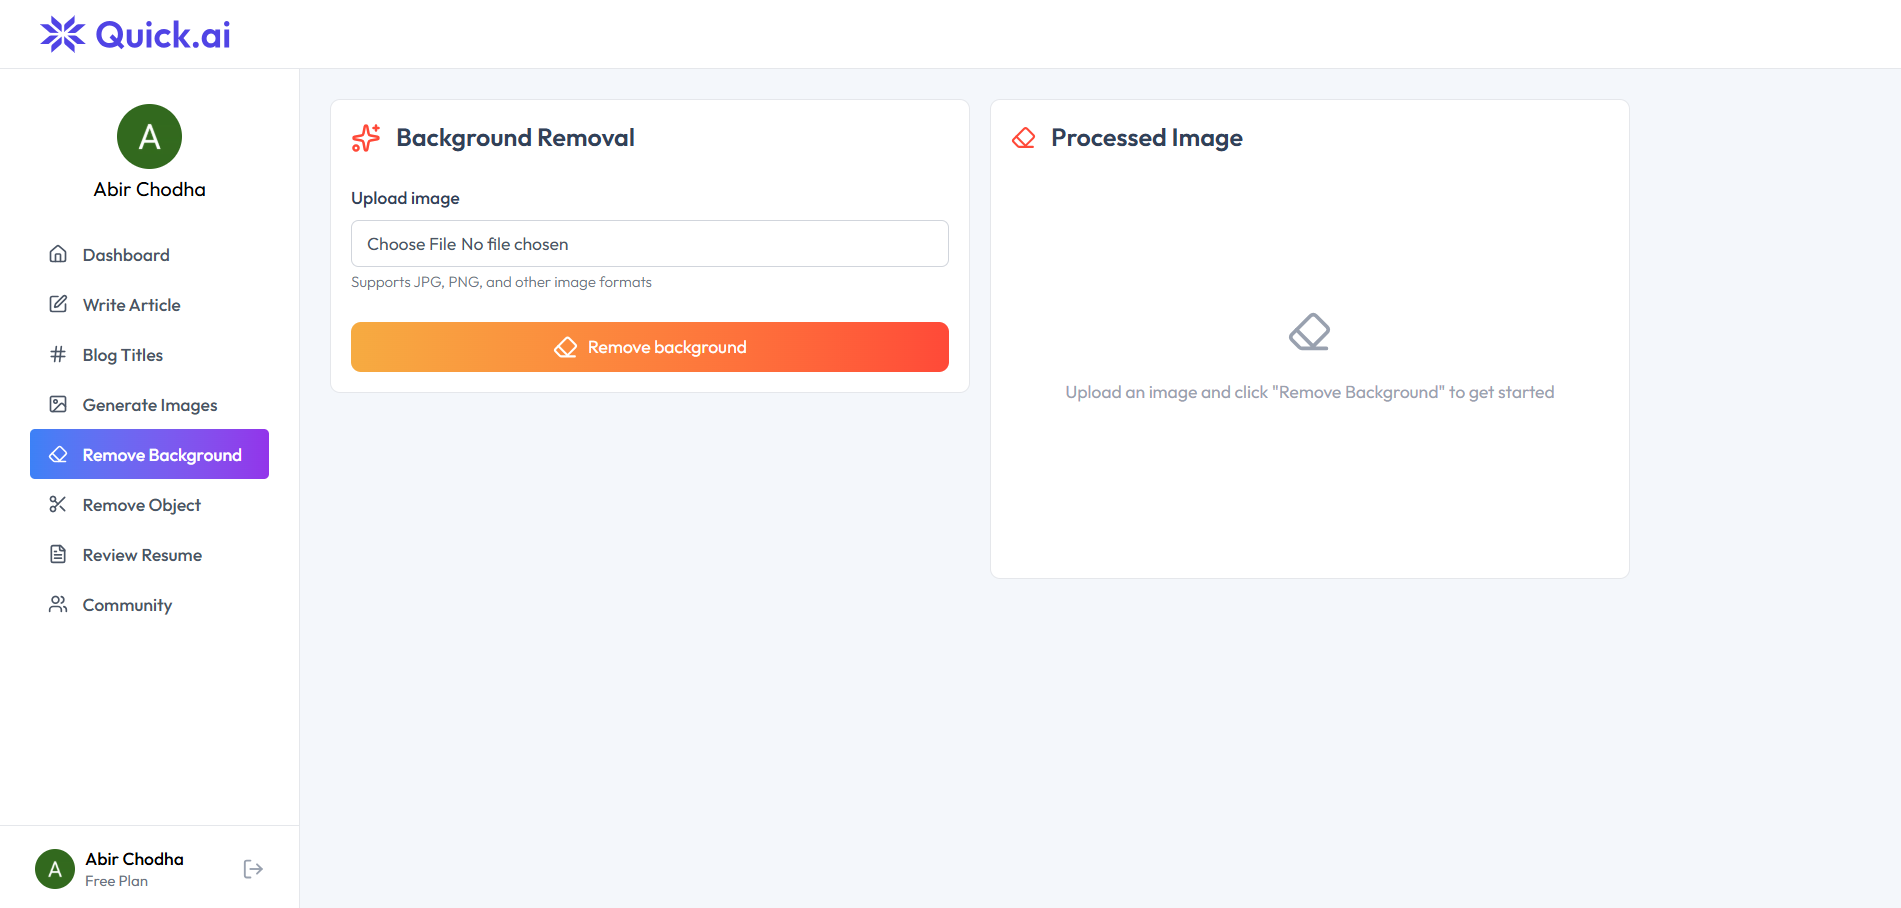 Quick.ai
A
Abir Chodha
Dashboard
Write Article
Blog Titles
Generate Images
Remove Background
Remove Object
Review Resume
Community
A
Abir Chodha
Free Plan
Background Removal
Upload image
Choose File No file chosen
Supports JPG, PNG, and other image formats
Remove background
Processed Image
Upload an image and click "Remove Background" to get started